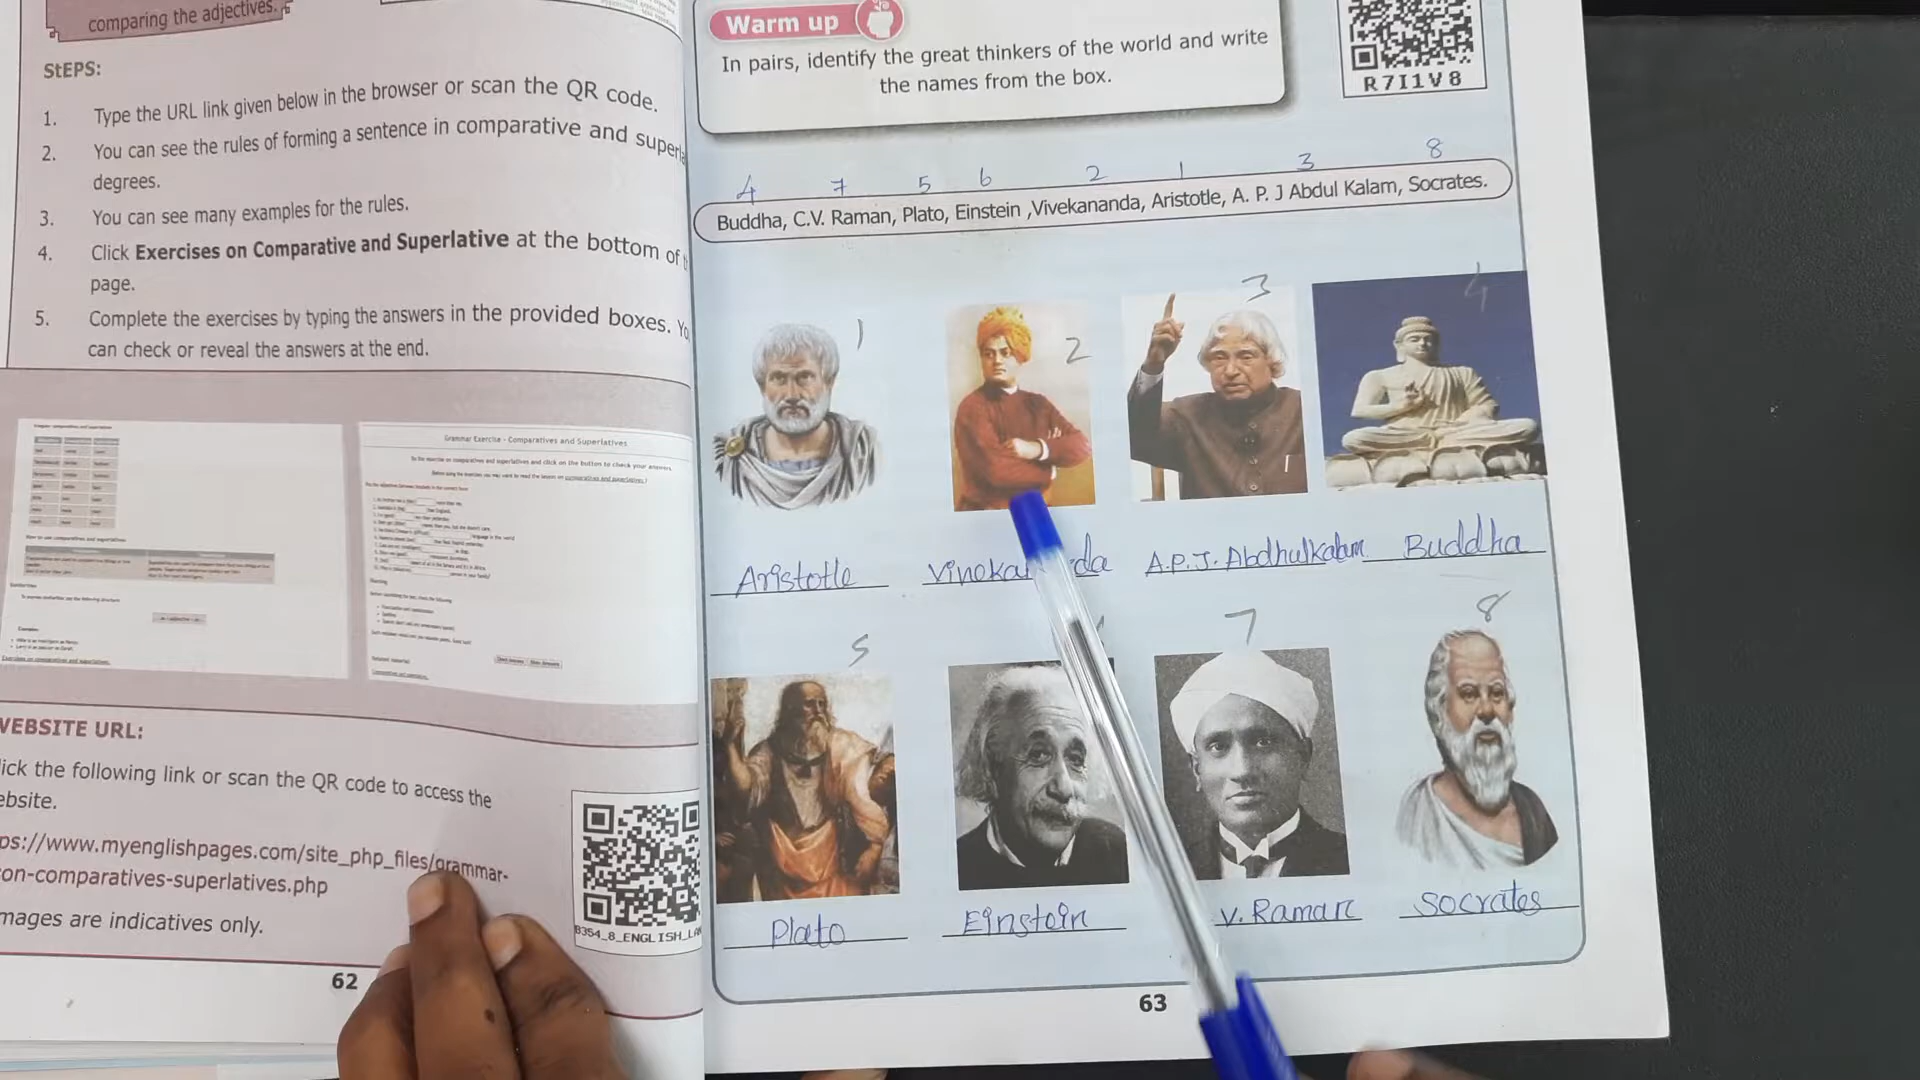 comparing the adjectives.
StEPS:
1. Type the URL link given below in the browser or scan the QR code.
2. You can see the rules of forming a sentence in comparative and superla
degrees.
3. You can see many examples for the rules.
4. Click Exercises on Comparative and Superlative at the bottom of
page.
5. Complete the exercises by typing the answers in the provided boxes. Yo
can check or reveal the answers at the end.
Grammar Exercise - Comparatives and Superlatives
WEBSITE URL:
ick the following link or scan the QR code to access the
ebsite.
ps://www.myenglishpages.com/site_php_files/grammar-
on-comparatives-superlatives.php
mages are indicatives only.
B354_8_ENGLISH_LA
62
Warm up
In pairs, identify the great thinkers of the world and write
the names from the box.
R7I1V8
4 7 5 6 2 1 3 8
Buddha, C.V. Raman, Plato, Einstein ,Vivekananda, Aristotle, A. P. J Abdul Kalam, Socrates.
1 2 3 4
Aristotle Vineka da A.P.J. Abdhulkalam Buddha
5 7 8
Plato Einstein V. Raman Socrates
63